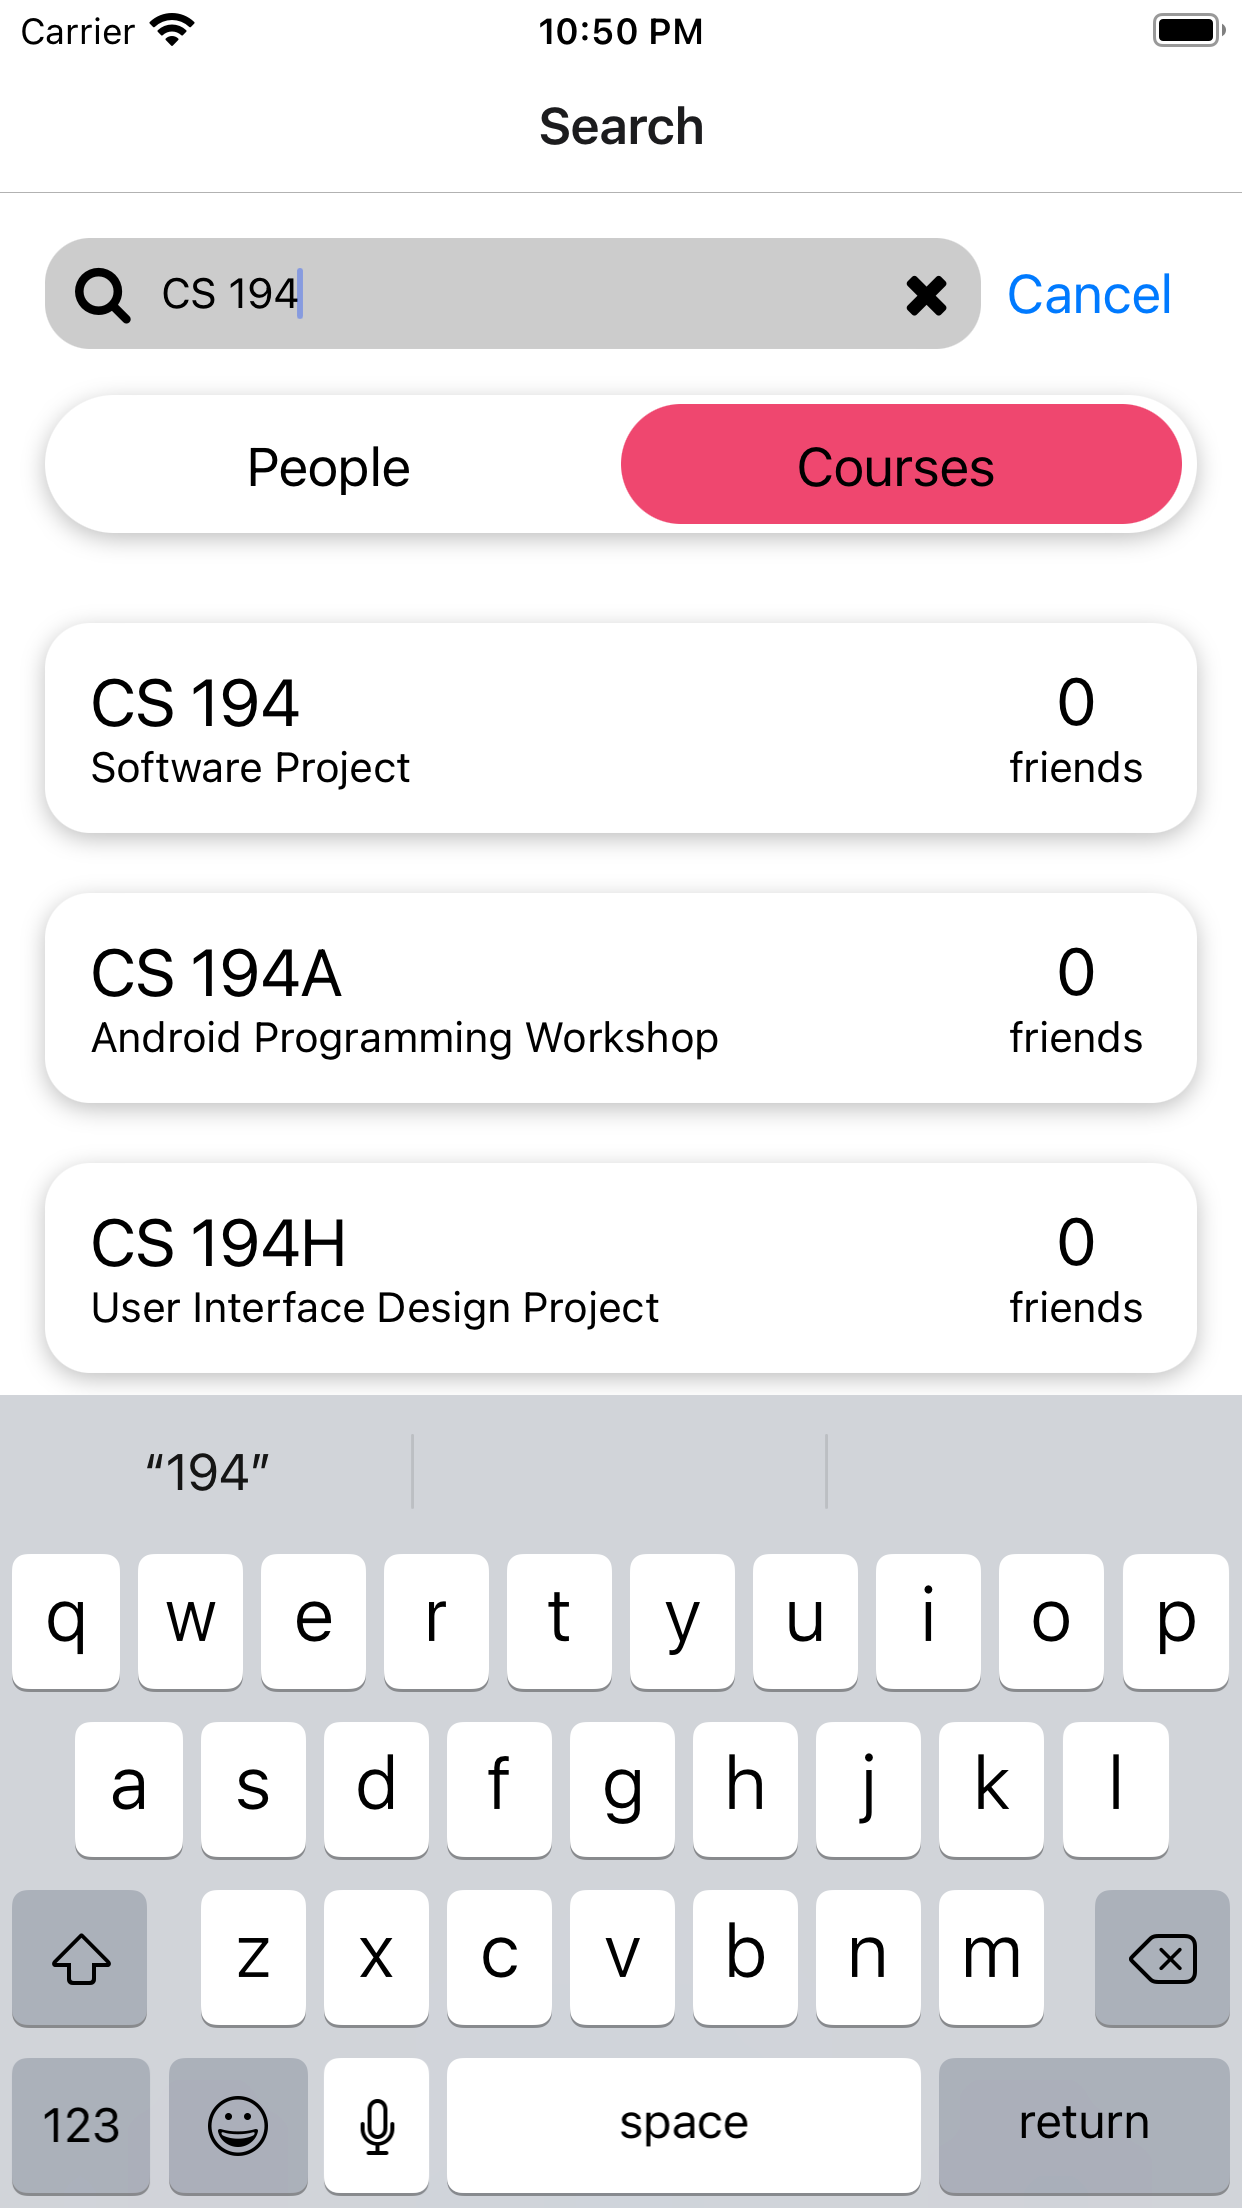 Carrier 10:50 PM
Search
CS 194 Cancel
People Courses
CS 194 0
Software Project friends
CS 194A 0
Android Programming Workshop friends
CS 194H 0
User Interface Design Project friends
“194”
q w e r t y u i o p
a s d f g h j k l
z x c v b n m
123 space return